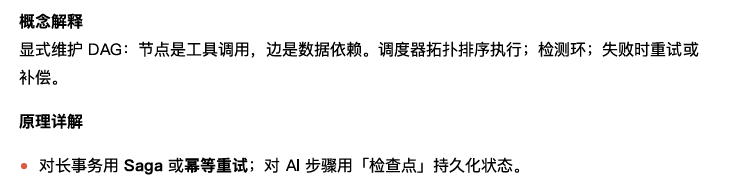 概念解释
显式维护 DAG：节点是工具调用，边是数据依赖。调度器拓扑排序执行；检测环；失败时重试或
补偿。
原理详解
• 对长事务用 Saga 或幂等重试；对 AI 步骤用「检查点」持久化状态。